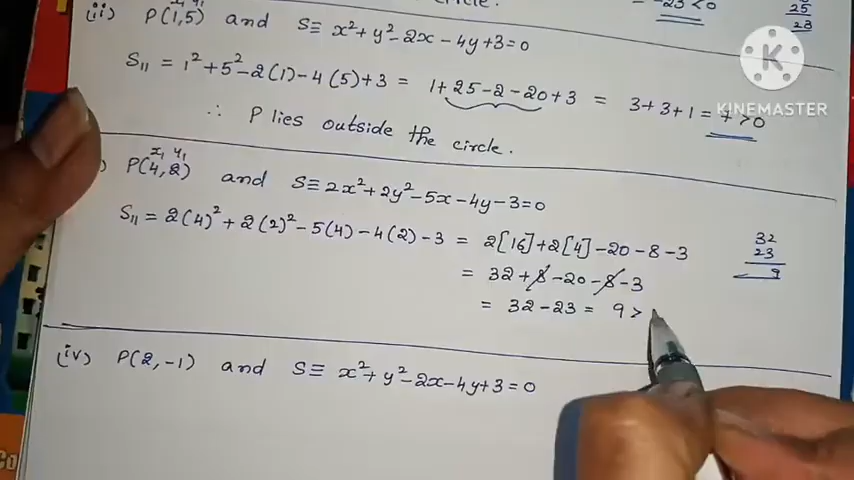 circle.
-23 < 0
25
23
(ii) P(1,5) and S≡ x²+y²-2x-4y+3=0
x₁ y₁
S₁₁ = 1²+5²-2(1)-4(5)+3 = 1+25-2-20+3 = 3+3+1 = 7>0
∴ P lies outside the circle.
x₁ y₁
) P(4,2) and S≡ 2x²+2y²-5x-4y-3=0
S₁₁ = 2(4)²+2(2)²-5(4)-4(2)-3 = 2[16]+2[4]-20-8-3
= 32+8-20-8-3
= 32-23 = 9>
32
23
9
(iv) P(2,-1) and S≡ x²+y²-2x-4y+3=0
K
KINEMASTER
Co